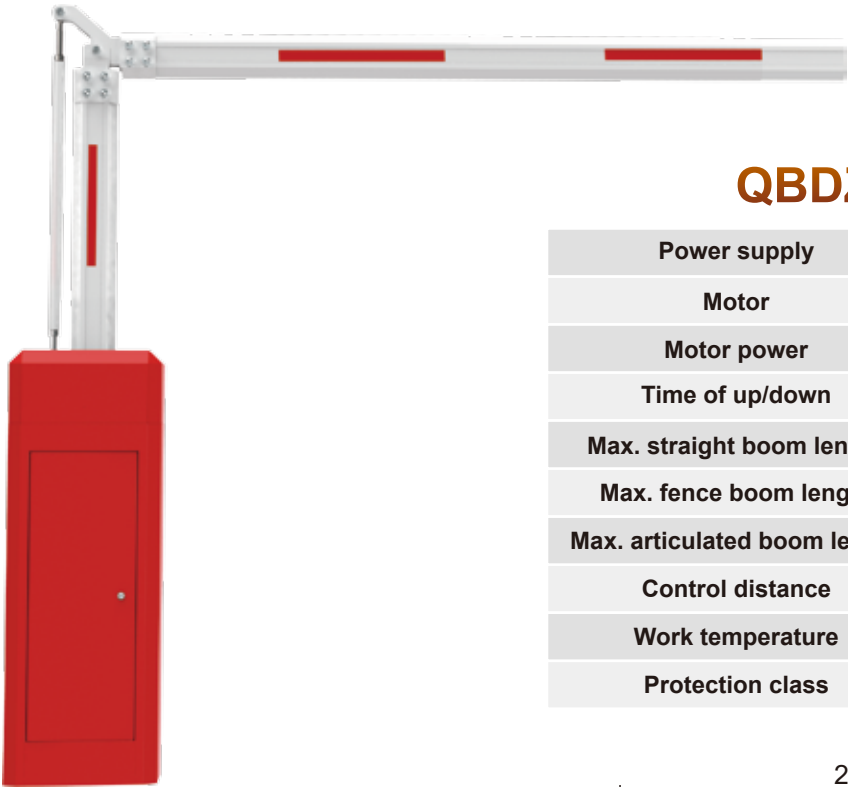 QBDZ
Power supply
Motor
Motor power
Time of up/down
Max. straight boom len
Max. fence boom leng
Max. articulated boom le
Control distance
Work temperature
Protection class
2